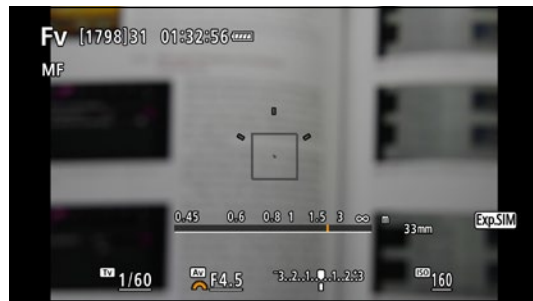 Fv [1798]31 01:32:56
MF
0.45 0.6 0.8 1 1.5 3 ∞ m
33mm
Exp.SIM
Tv 1/60 Av F4.5 -3..2..1..0..1..2..:3 ISO 160